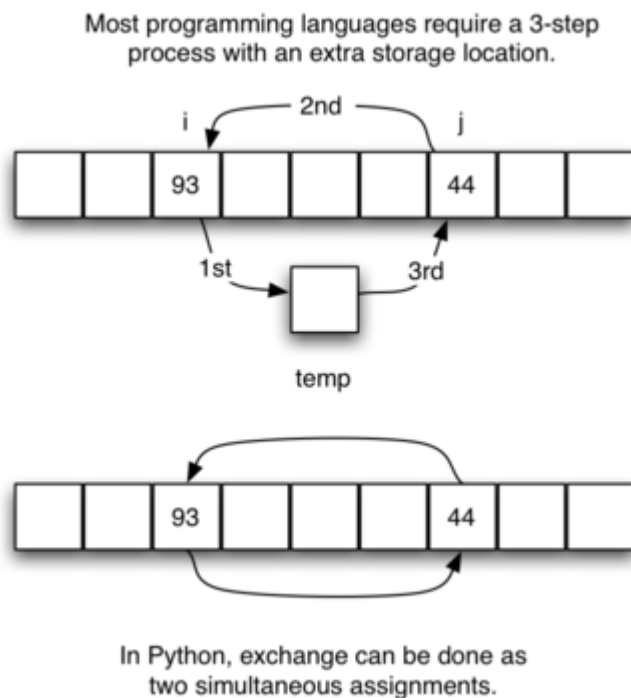 Most programming languages require a 3-step
process with an extra storage location.
2nd
i
j
93
44
1st
3rd
temp
93
44
In Python, exchange can be done as
two simultaneous assignments.